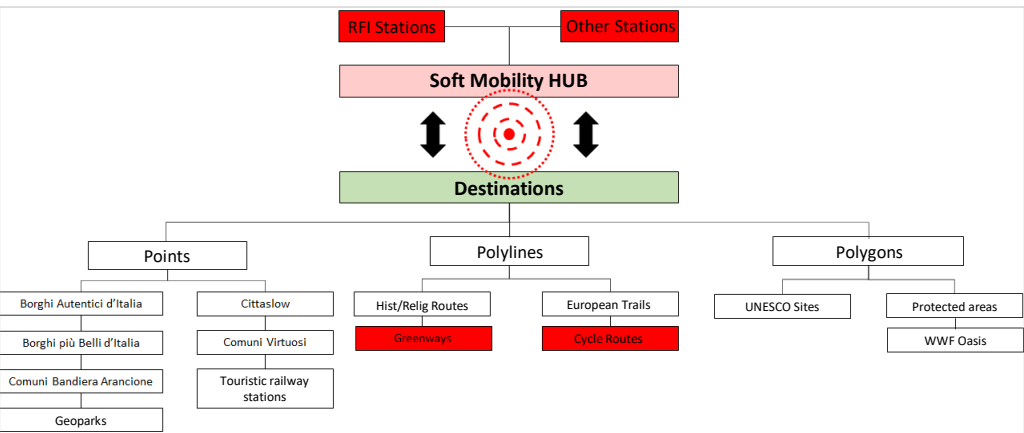 RFI Stations
Other Stations
Soft Mobility HUB
Destinations
Points
Polylines
Polygons
Borghi Autentici d'Italia
Cittaslow
Hist/Relig Routes
European Trails
UNESCO Sites
Protected areas
Borghi più Belli d'Italia
Comuni Virtuosi
Greenways
Cycle Routes
WWF Oasis
Comuni Bandiera Arancione
Touristic railway
stations
Geoparks